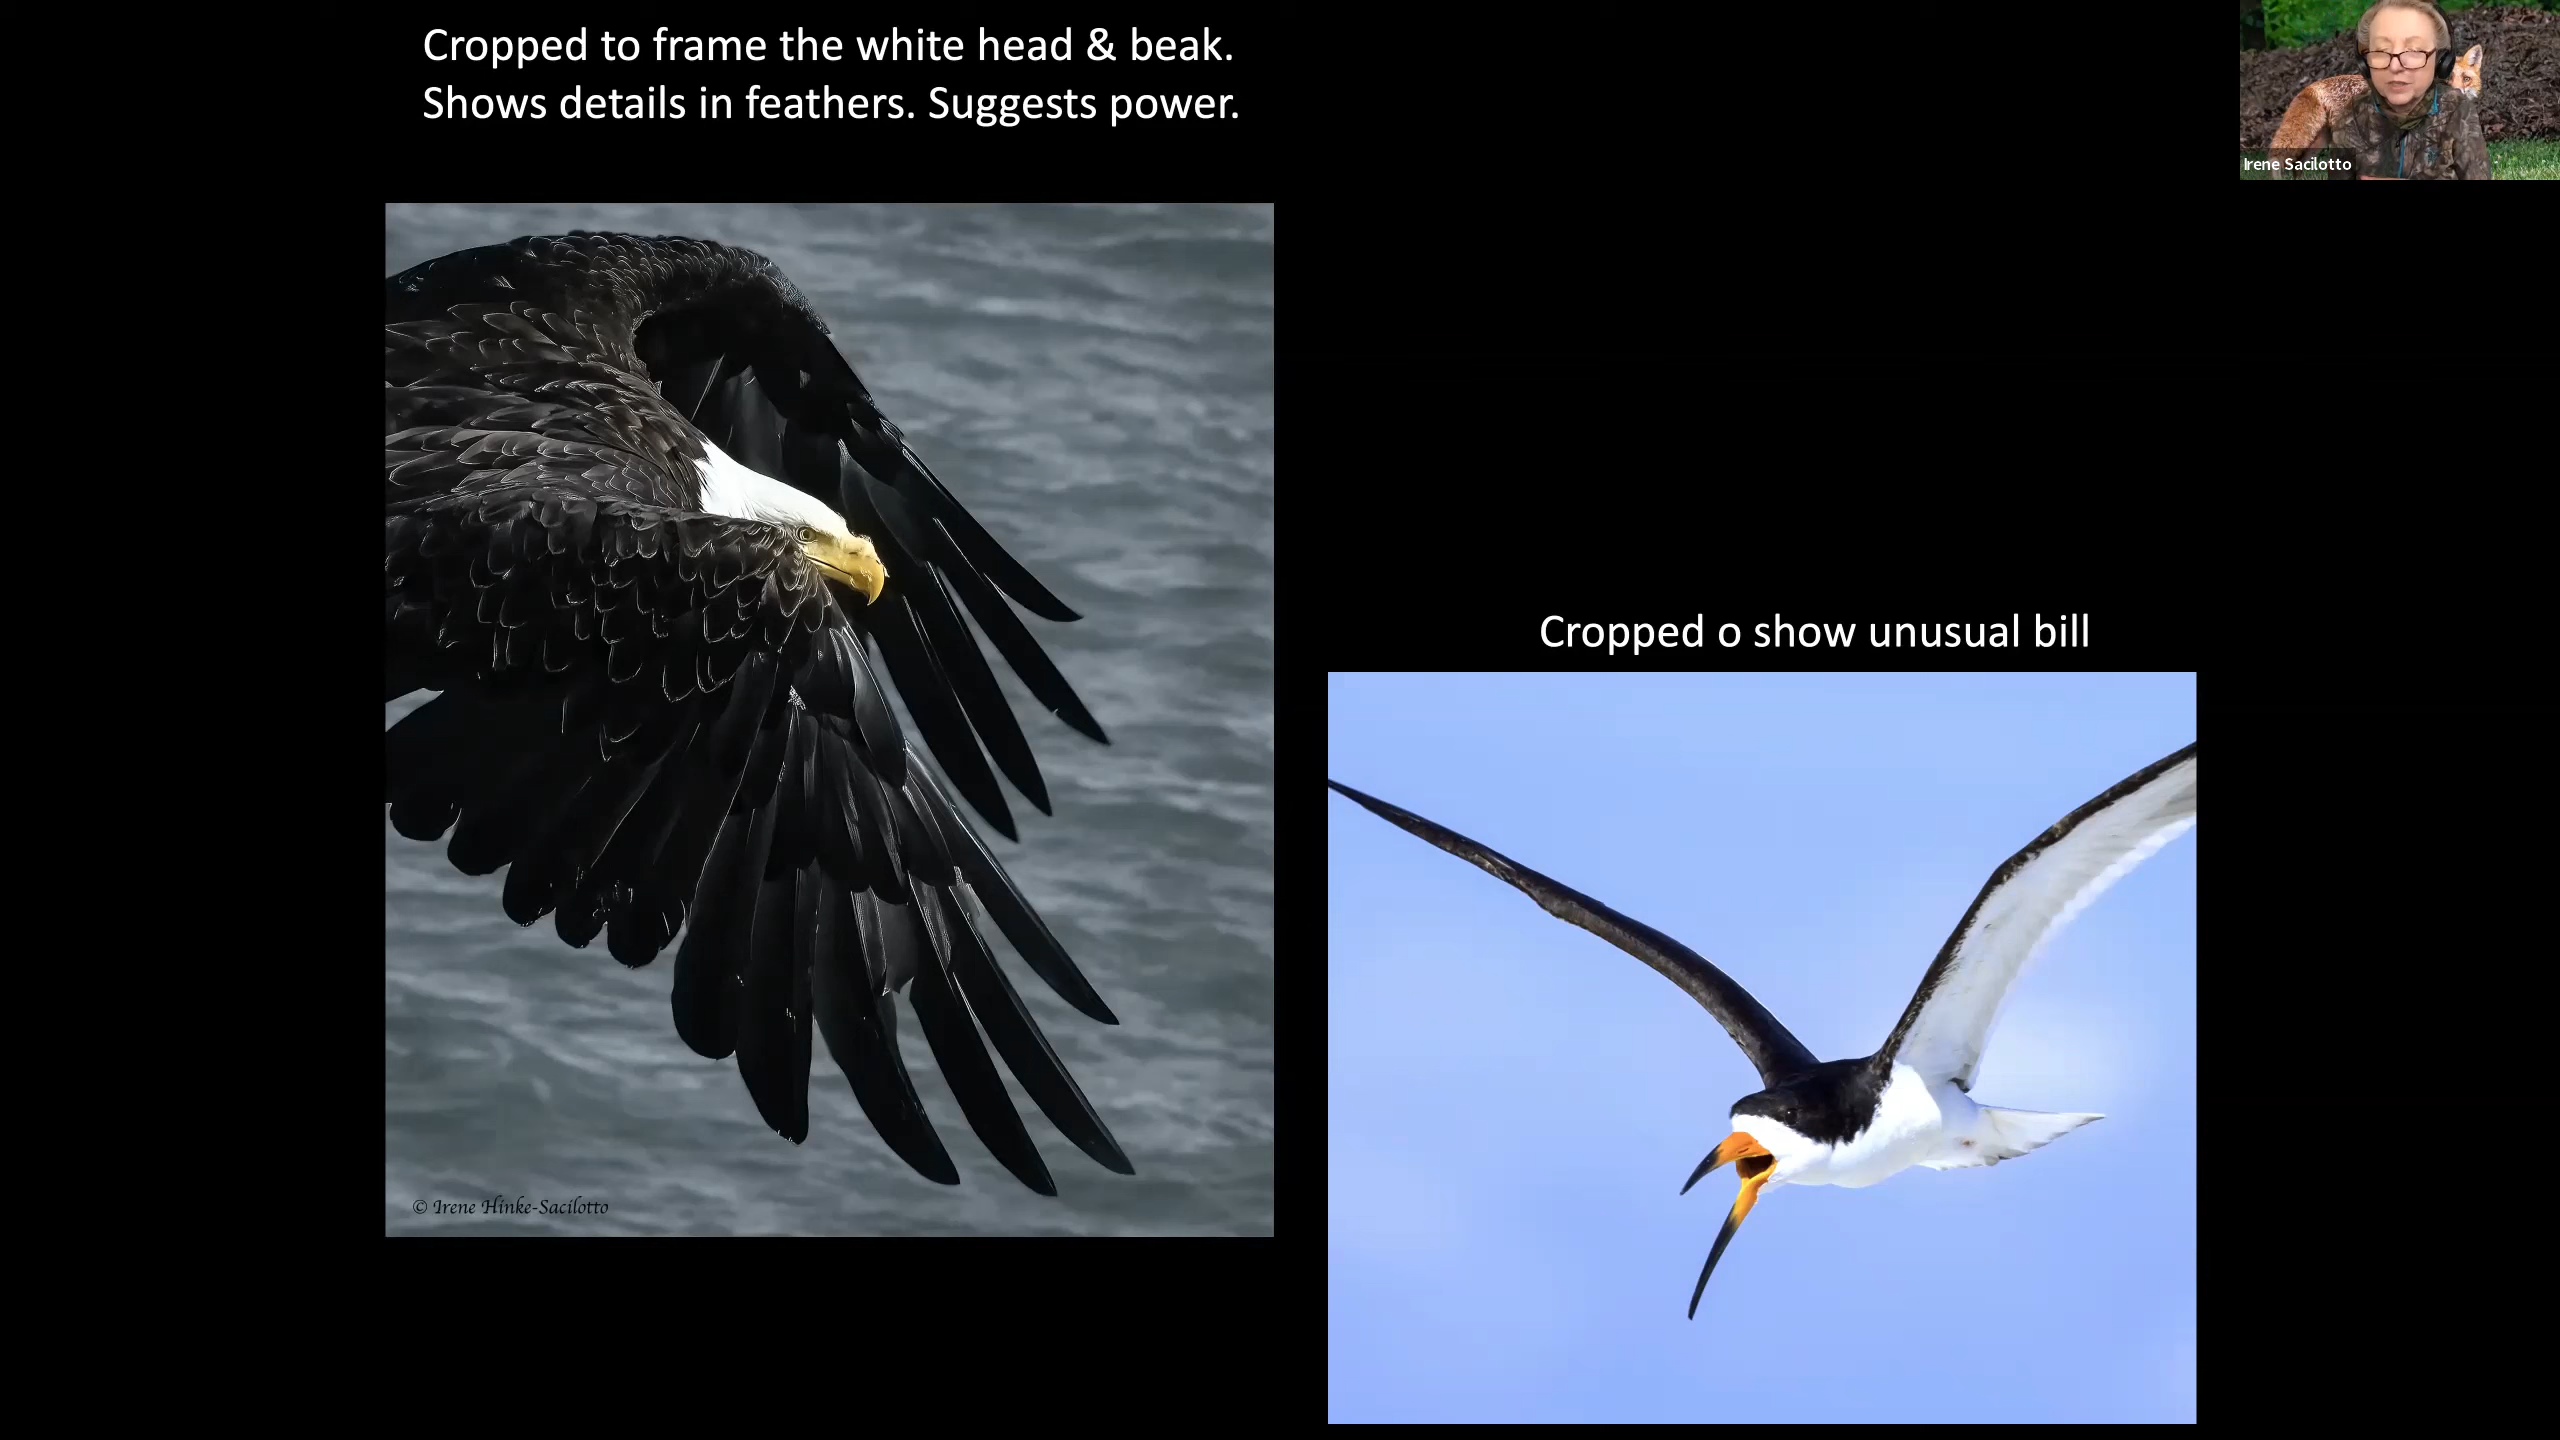 Cropped to frame the white head & beak.
Shows details in feathers. Suggests power.
Irene Sacilotto
Cropped o show unusual bill
© Irene Hinke-Sacilotto